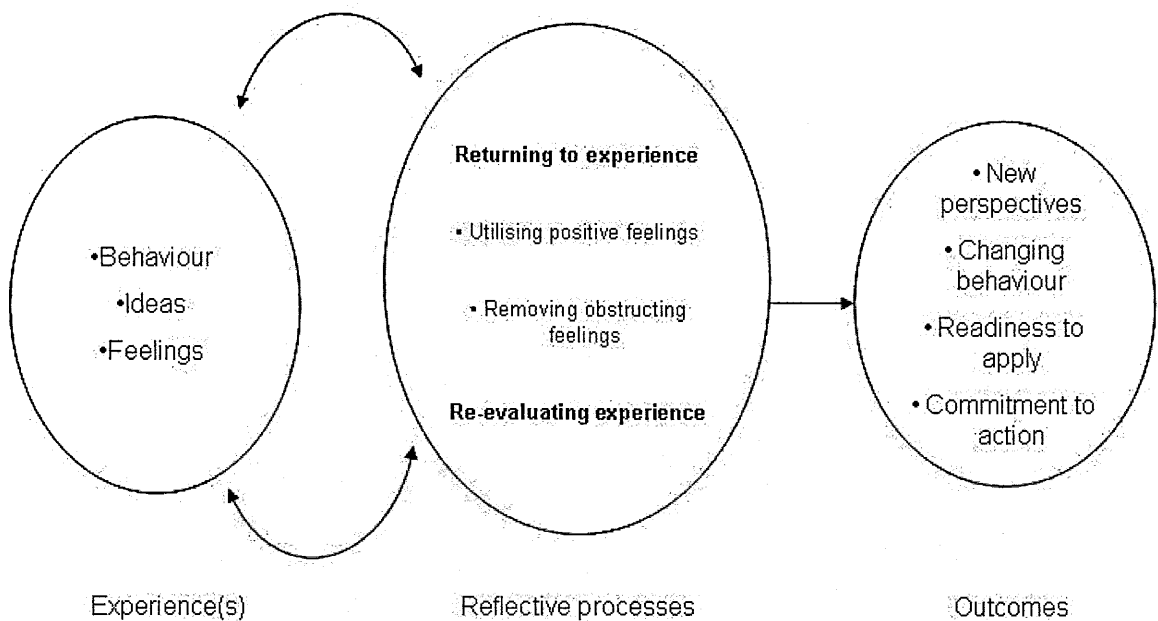 •Behaviour
•Ideas
•Feelings
Experience(s)
Returning to experience
• Utilising positive feelings
• Removing obstructing
feelings
Re-evaluating experience
Reflective processes
• New
perspectives
• Changing
behaviour
• Readiness to
apply
• Commitment to
action
Outcomes